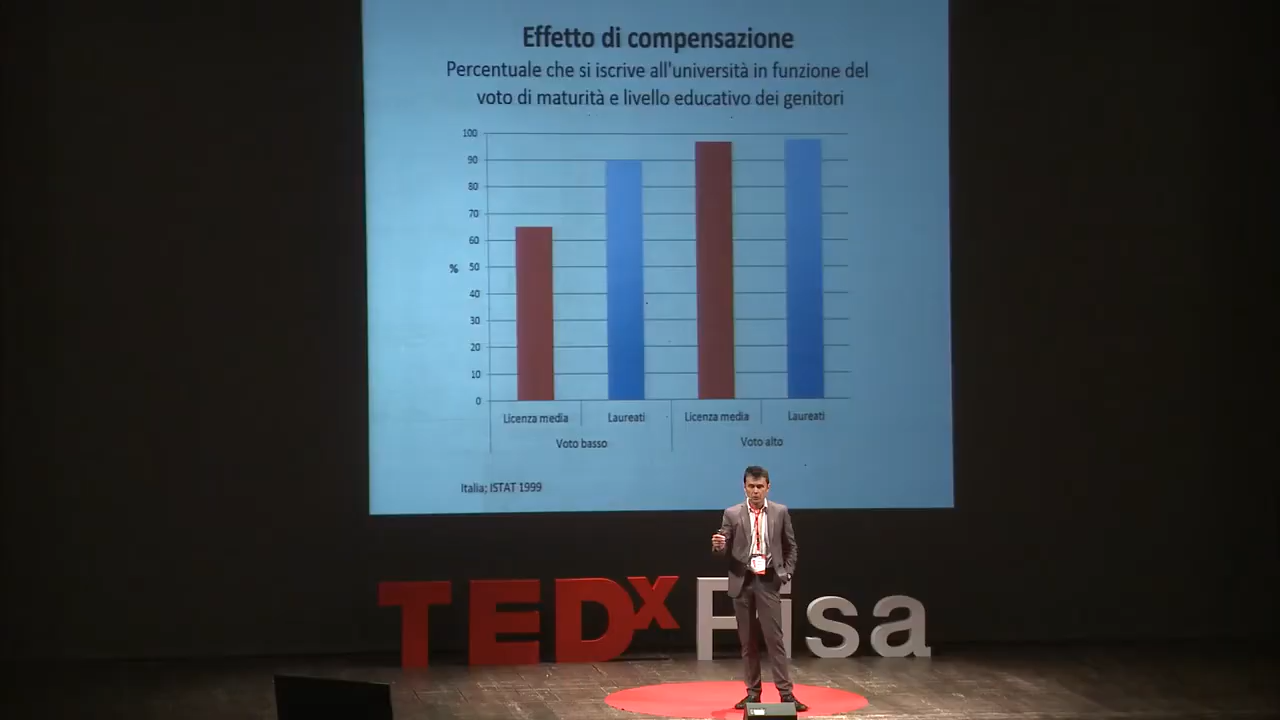 Effetto di compensazione
Percentuale che si iscrive all'università in funzione del
voto di maturità e livello educativo dei genitori
100
90
80
70
60
50
40
30
20
10
0
%
Licenza media Laureati Licenza media Laureati
Voto basso Voto alto
Italia; ISTAT 1999
TEDx Pisa